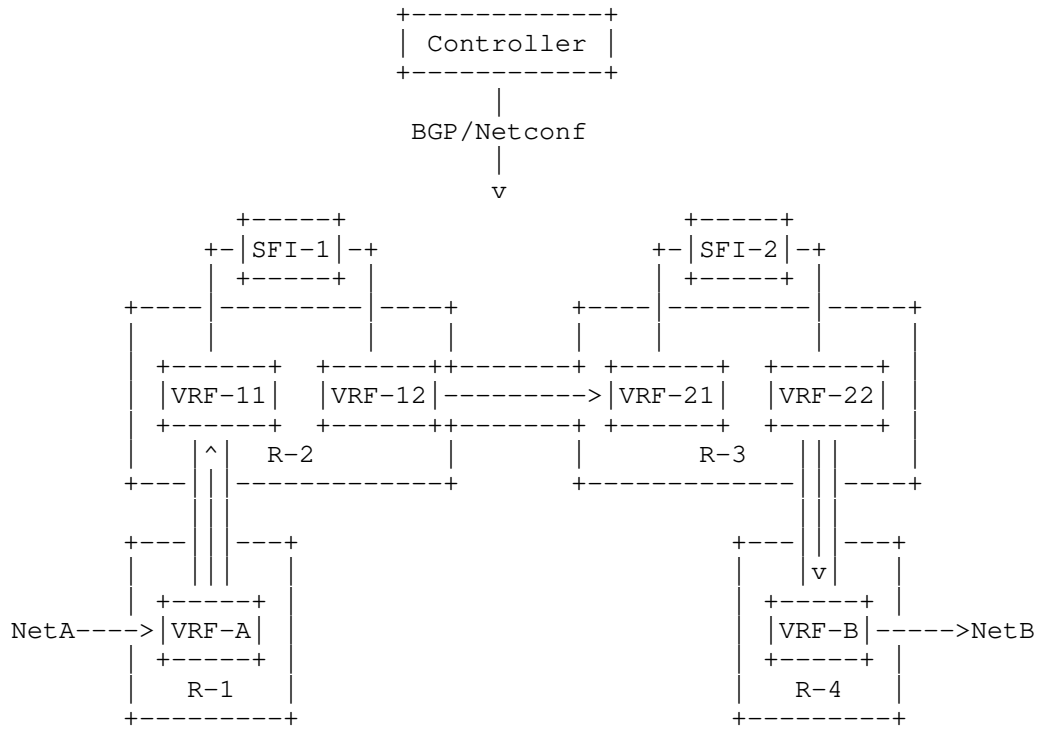 Controller
BGP/Netconf
v
SFI-1 SFI-2
VRF-11 VRF-12 ---------> VRF-21 VRF-22
^ R-2 R-3
v
NetA---->VRF-A VRF-B----->NetB
R-1 R-4